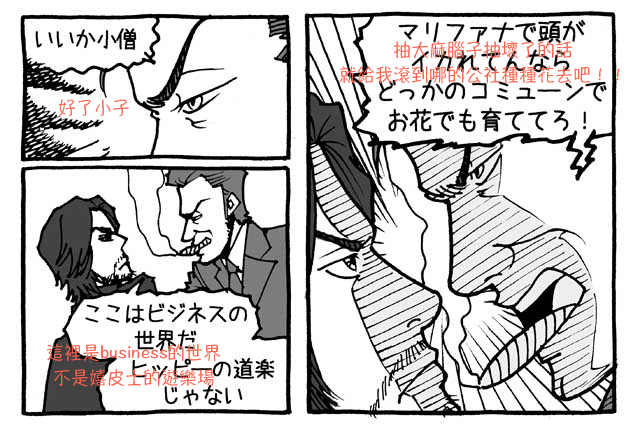 いいか小僧
好了小子
ここはビジネスの
世界だ
ヒッピーの道楽
じゃない
這裡是business的世界
不是嬉皮士的遊樂場
マリファナで頭が
イカれてんなら
どっかのコミューンで
お花でも育ててろ！
抽大麻腦子抽壞了的話
就給我滾到哪的公社種種花去吧！！